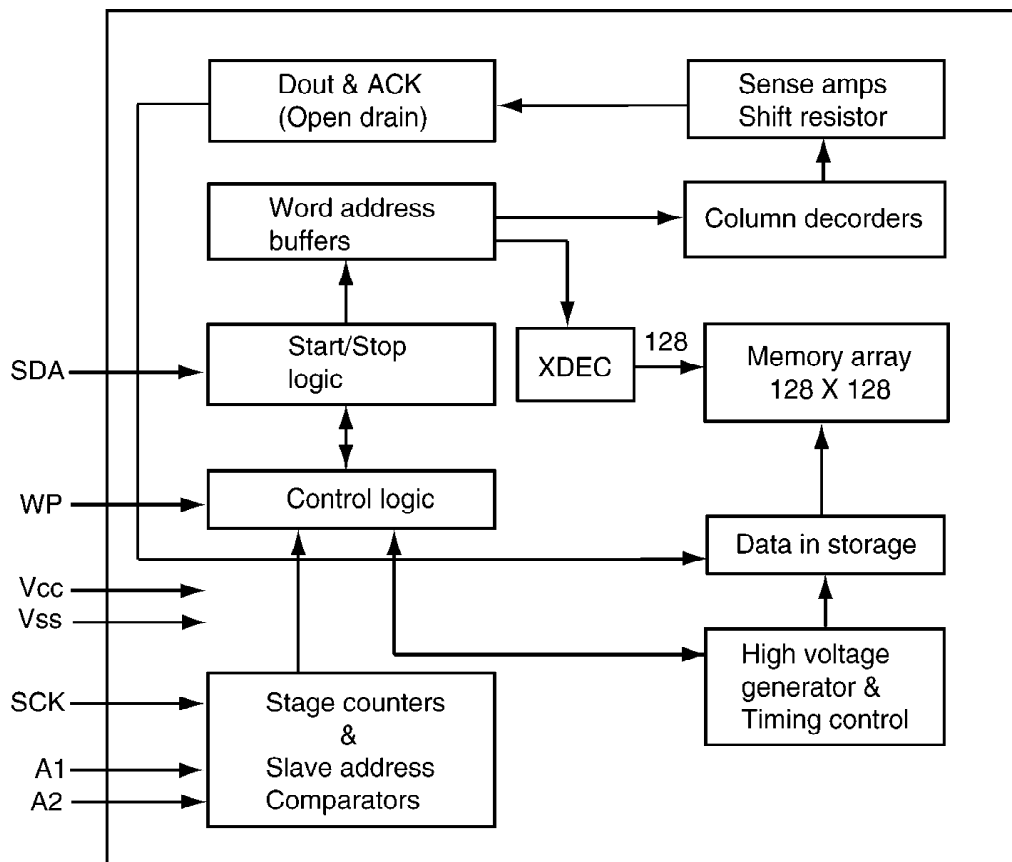 Dout & ACK
(Open drain)
Sense amps
Shift resistor
Word address
buffers
Column decorders
SDA
Start/Stop
logic
XDEC
128
Memory array
128 X 128
WP
Control logic
Data in storage
Vcc
Vss
High voltage
generator &
Timing control
SCK
A1
A2
Stage counters
&
Slave address
Comparators